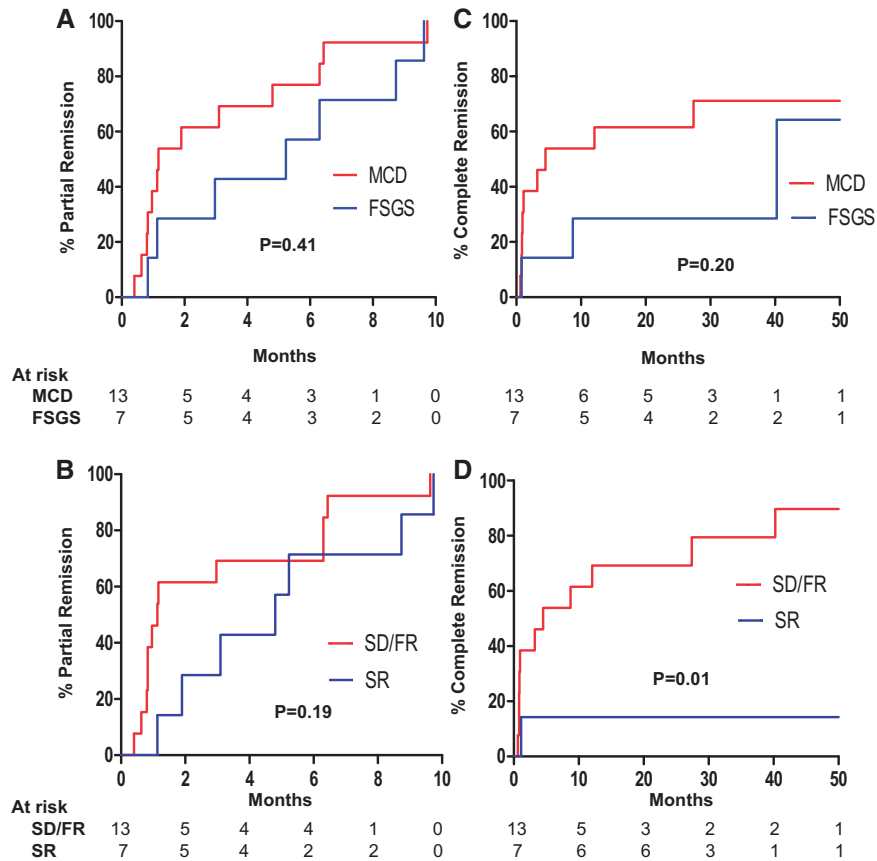 A
100
80
60
40
20
0
% Partial Remission
MCD
FSGS
P=0.41
0 2 4 6 8 10
Months
C
100
80
60
40
20
0
% Complete Remission
MCD
FSGS
P=0.20
0 10 20 30 40 50
Months
At risk
MCD 13 5 4 3 1 0 13 6 5 3 1 1
FSGS 7 5 4 3 2 0 7 5 4 2 2 1
B
100
80
60
40
20
0
% Partial Remission
SD/FR
SR
P=0.19
0 2 4 6 8 10
Months
D
100
80
60
40
20
0
% Complete Remission
SD/FR
SR
P=0.01
0 10 20 30 40 50
Months
At risk
SD/FR 13 5 4 4 1 0 13 5 3 2 2 1
SR 7 5 4 2 2 0 7 6 6 3 1 1